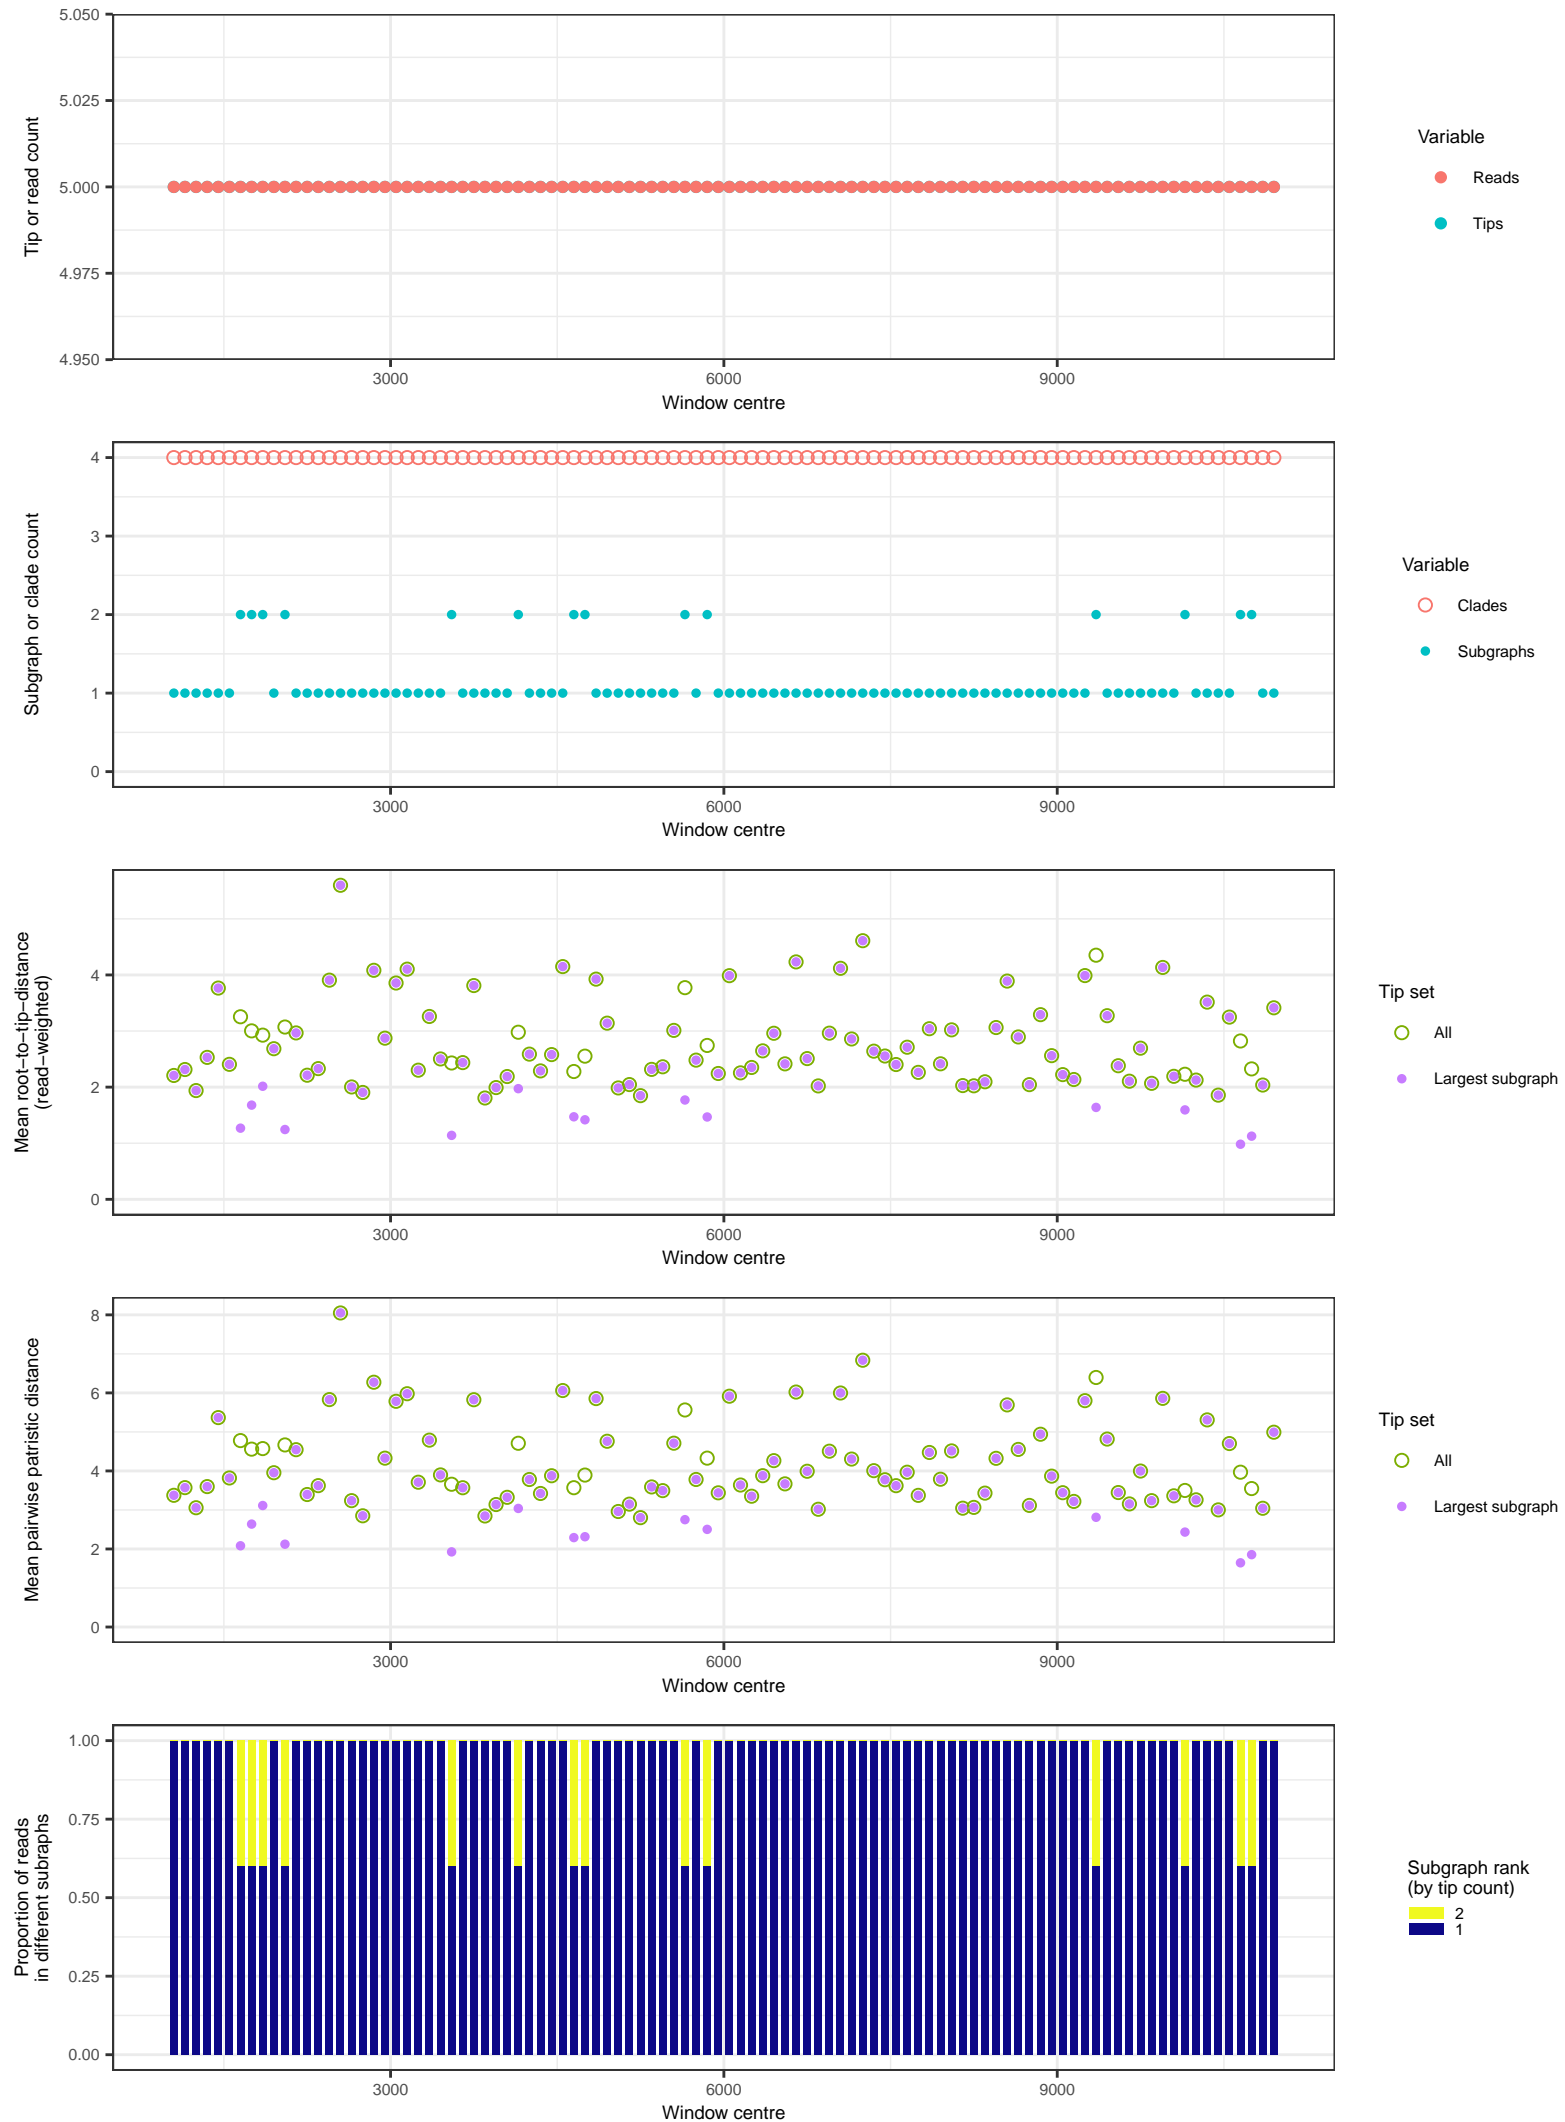 5.050
5.025
5.000
4.975
4.950
Tip or read count
3000 6000 9000
Window centre
Variable
Reads
Tips
4
3
2
1
0
Subgraph or clade count
3000 6000 9000
Window centre
Variable
Clades
Subgraphs
4
2
0
Mean root−to−tip−distance
(read−weighted)
3000 6000 9000
Window centre
Tip set
All
Largest subgraph
8
6
4
2
0
Mean pairwise patristic distance
3000 6000 9000
Window centre
Tip set
All
Largest subgraph
1.00
0.75
0.50
0.25
0.00
Proportion of reads
in different subraphs
3000 6000 9000
Window centre
Subgraph rank
(by tip count)
2
1